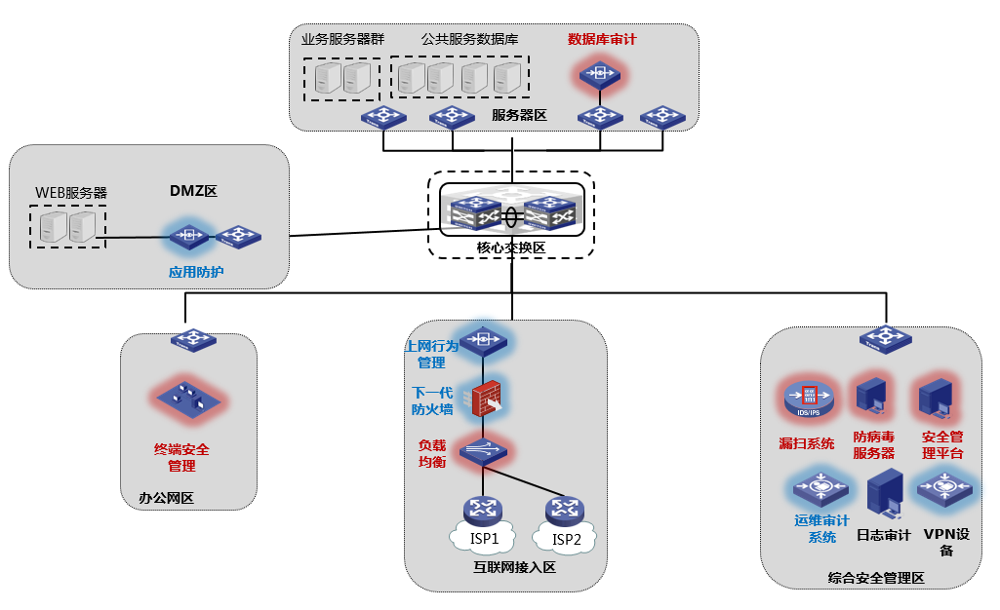 业务服务器群
公共服务数据库
数据库审计
服务器区
WEB服务器
DMZ区
应用防护
核心交换区
终端安全
管理
办公网区
上网行为
管理
下一代
防火墙
负载
均衡
ISP1
ISP2
互联网接入区
IDS/IPS
漏扫系统
防病毒
服务器
安全管
理平台
运维审计
系统
日志审计
VPN设
备
综合安全管理区